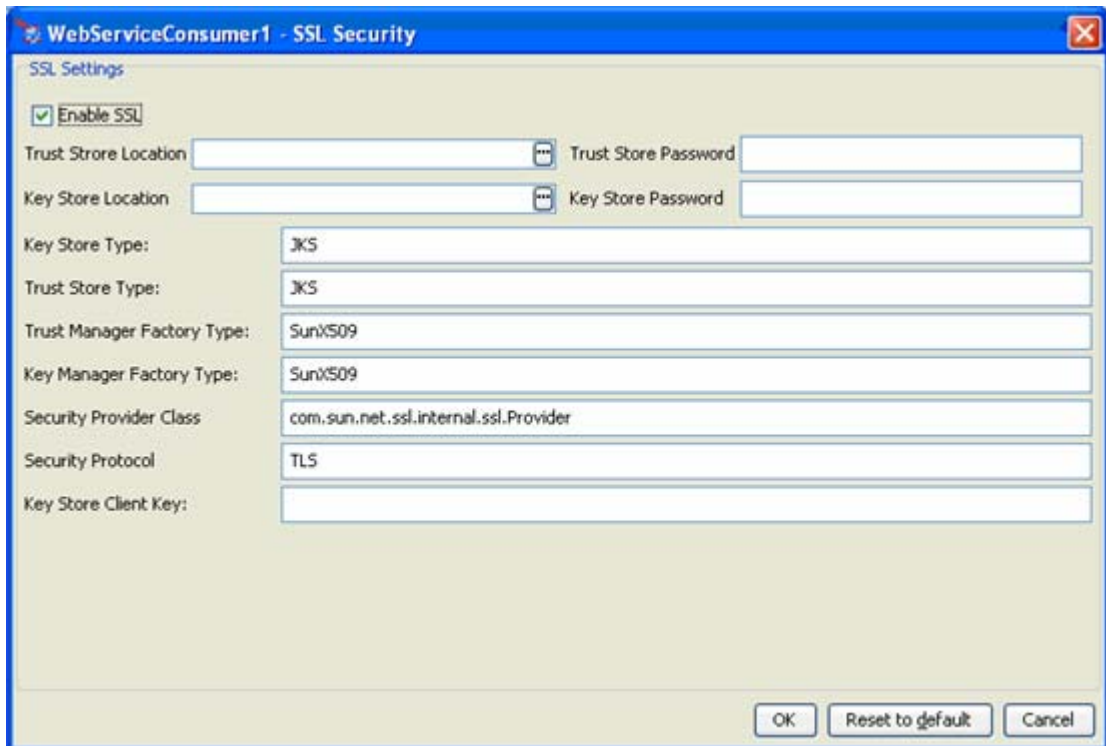 WebServiceConsumer1 - SSL Security
SSL Settings
Enable SSL
Trust Strore Location Trust Store Password
Key Store Location Key Store Password
Key Store Type: JKS
Trust Store Type: JKS
Trust Manager Factory Type: SunX509
Key Manager Factory Type: SunX509
Security Provider Class com.sun.net.ssl.internal.ssl.Provider
Security Protocol TLS
Key Store Client Key:
OK Reset to default Cancel